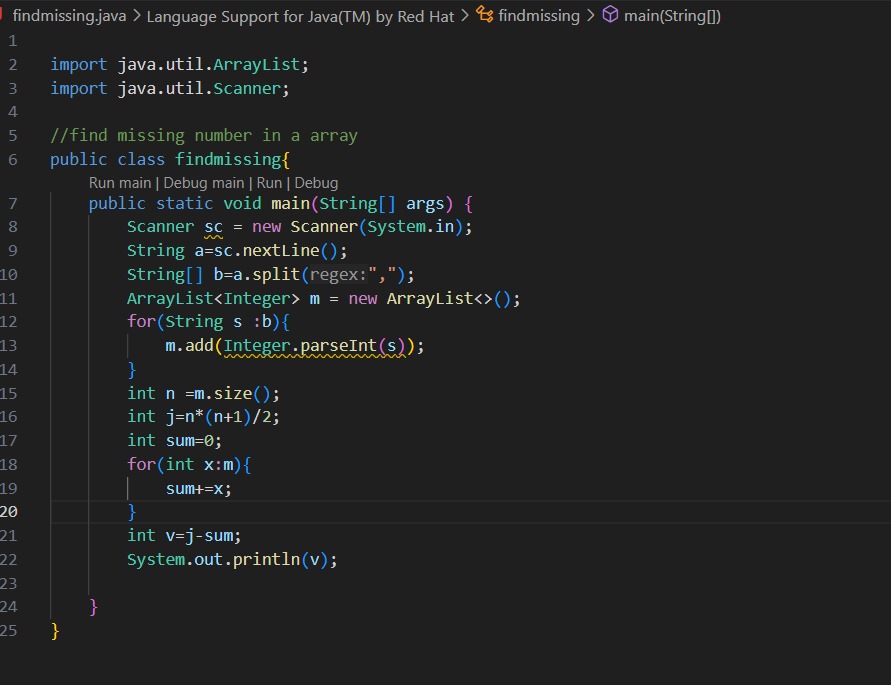 findmissing.java > Language Support for Java(TM) by Red Hat > findmissing > main(String[])
1
2 import java.util.ArrayList;
3 import java.util.Scanner;
4
5 //find missing number in a array
6 public class findmissing{
Run main | Debug main | Run | Debug
7 public static void main(String[] args) {
8 Scanner sc = new Scanner(System.in);
9 String a=sc.nextLine();
10 String[] b=a.split(regex:",");
11 ArrayList<Integer> m = new ArrayList<>();
12 for(String s :b){
13 m.add(Integer.parseInt(s));
14 }
15 int n =m.size();
16 int j=n*(n+1)/2;
17 int sum=0;
18 for(int x:m){
19 sum+=x;
20 }
21 int v=j-sum;
22 System.out.println(v);
23
24 }
25 }